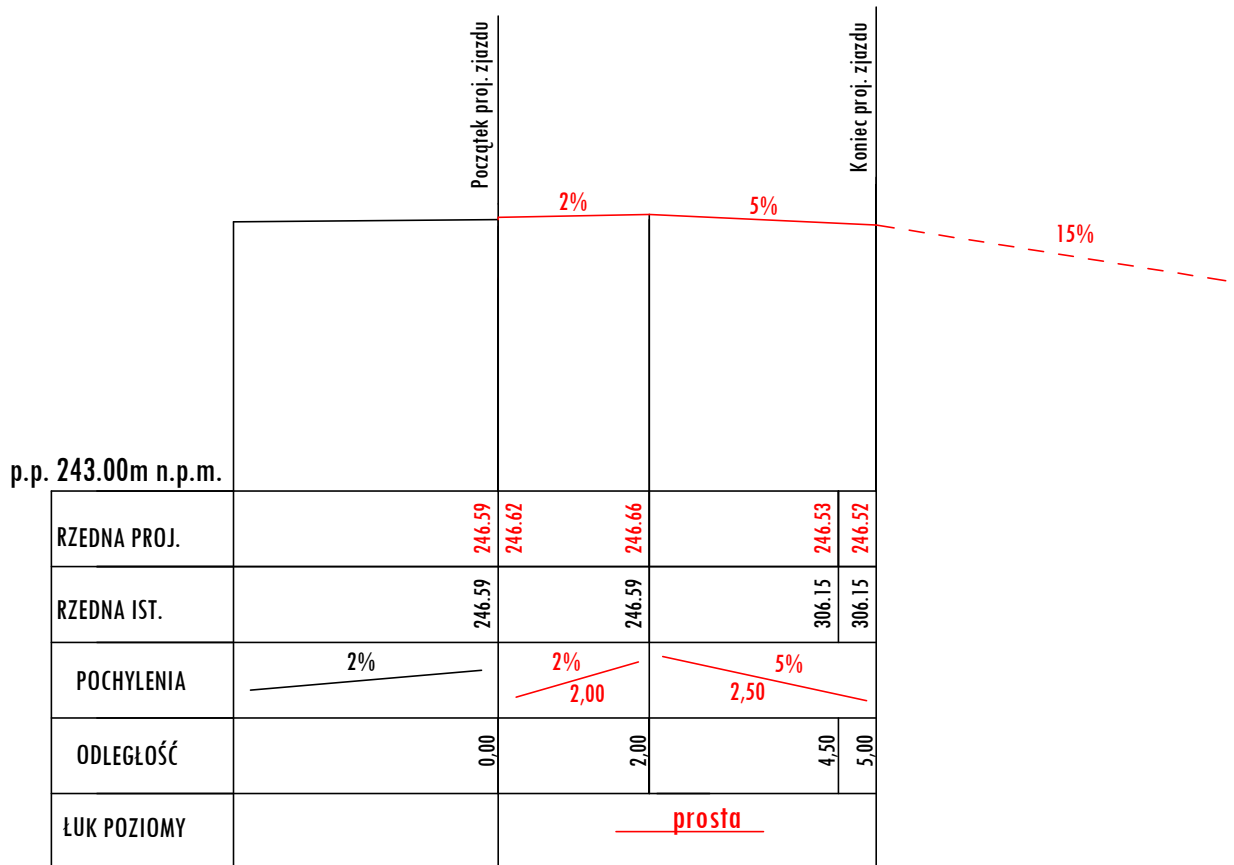 Początek proj. zjazdu
Koniec proj. zjazdu
2%
5%
15%
p.p. 243.00m n.p.m.
RZEDNA PROJ.
246.59
246.62
246.66
246.53
246.52
RZEDNA IST.
246.59
246.59
306.15
306.15
POCHYLENIA
2%
2%
2,00
5%
2,50
ODLEGŁOŚĆ
0,00
2,00
4,50
5,00
ŁUK POZIOMY
prosta